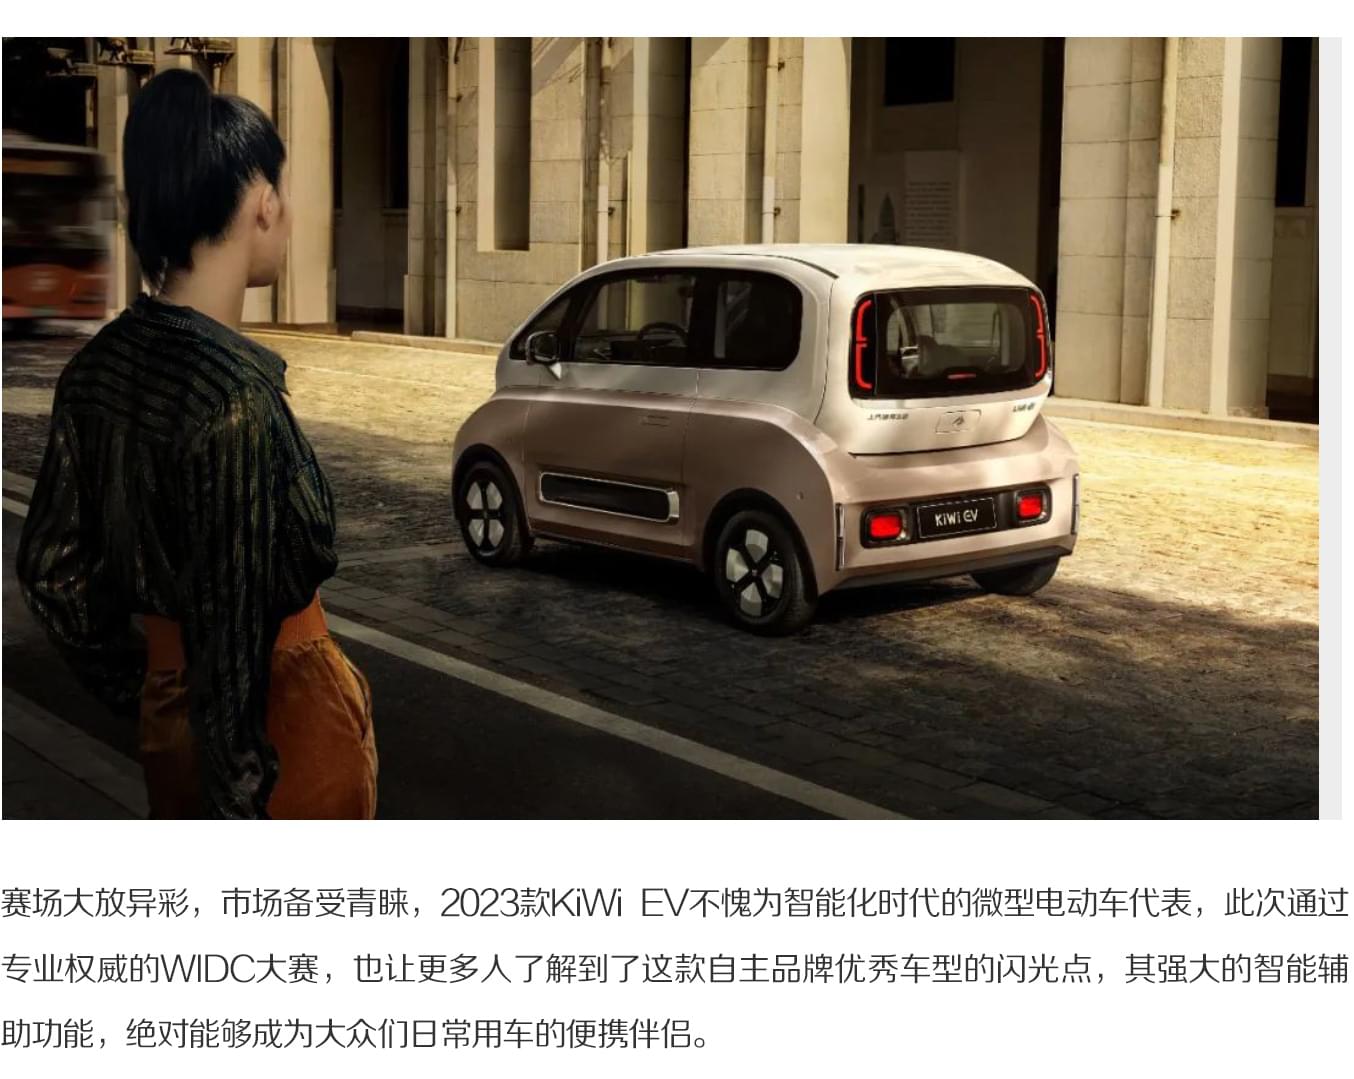 KiWi EV
赛场大放异彩，市场备受青睐，2023款KiWi EV不愧为智能化时代的微型电动车代表，此次通过
专业权威的WIDC大赛，也让更多人了解到了这款自主品牌优秀车型的闪光点，其强大的智能辅
助功能，绝对能够成为大众们日常用车的便携伴侣。